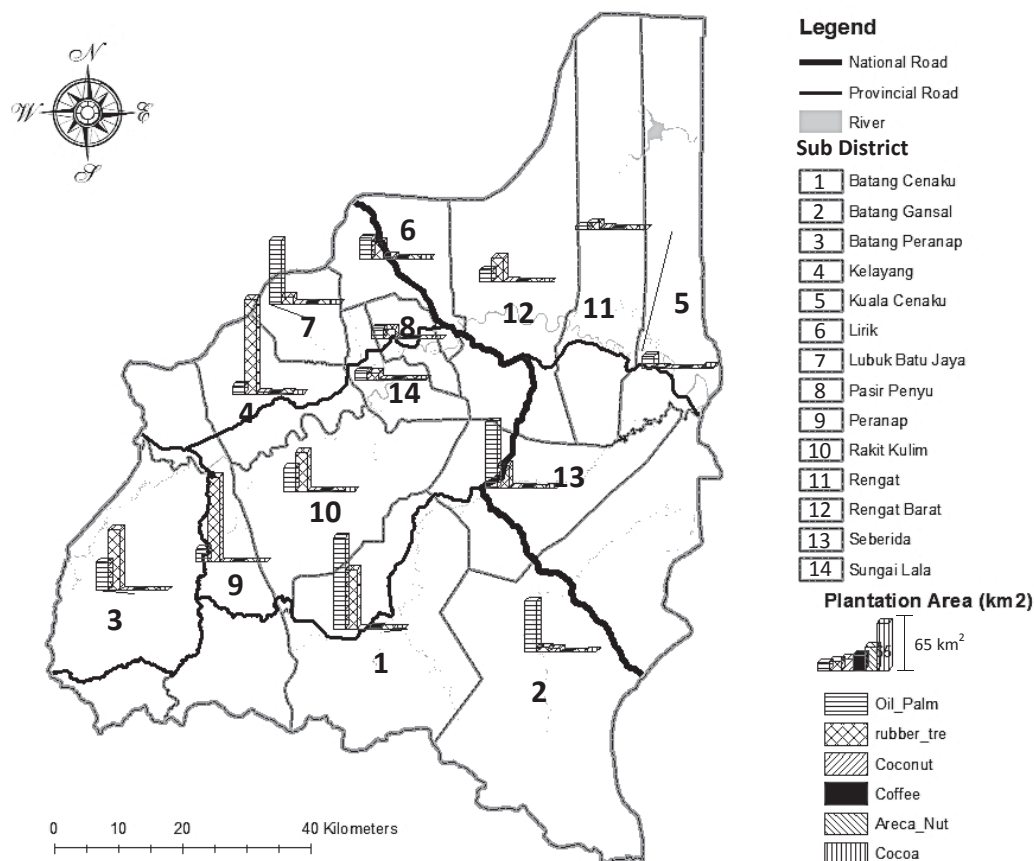 N
W
E
S
Legend
National Road
Provincial Road
River
Sub District
1 Batang Cenaku
2 Batang Gansal
3 Batang Peranap
4 Kelayang
5 Kuala Cenaku
6 Lirik
7 Lubuk Batu Jaya
8 Pasir Penyu
9 Peranap
10 Rakit Kulim
11 Rengat
12 Rengat Barat
13 Seberida
14 Sungai Lala
Plantation Area (km2)
65 km²
Oil_Palm
rubber_tre
Coconut
Coffee
Areca_Nut
Cocoa
6
12
11
5
7
8
14
4
13
10
9
3
1
2
0 10 20 40 Kilometers